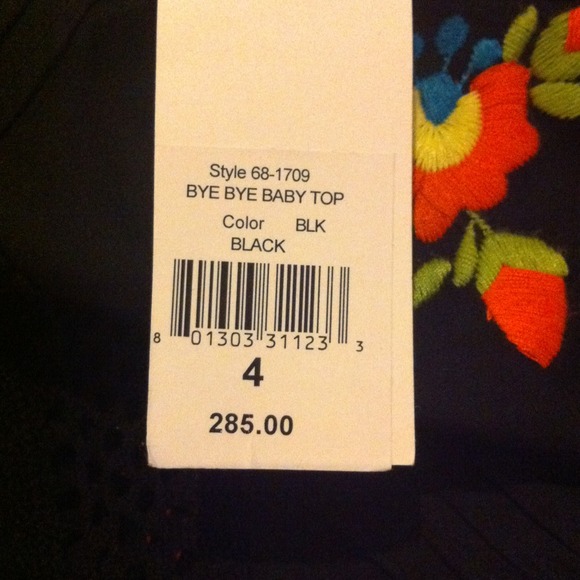 Style 68-1709
BYE BYE BABY TOP
Color BLK
BLACK
8 01303 31123 3
4
285.00